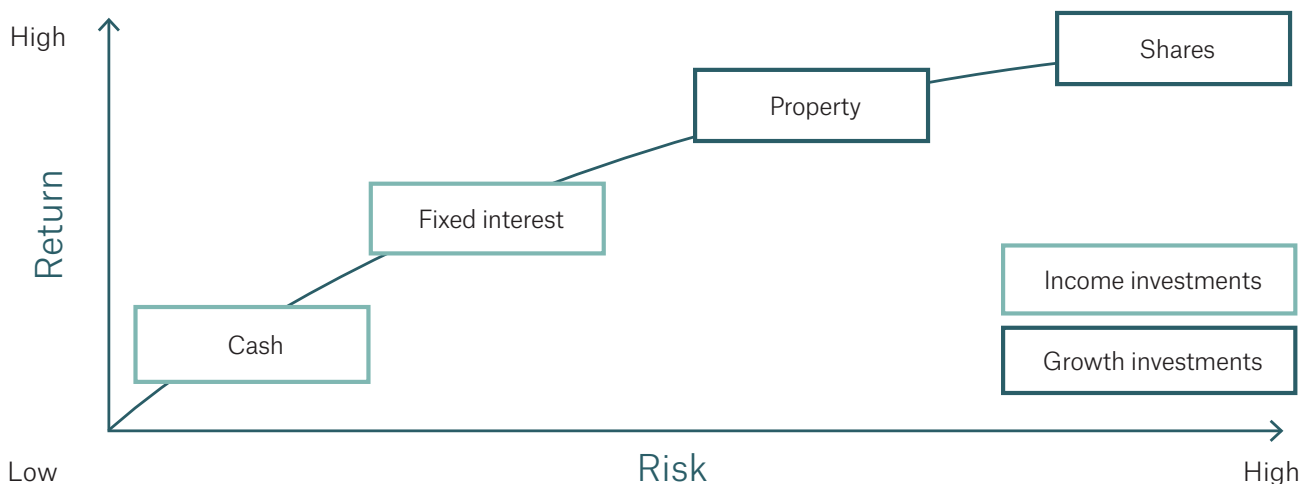 High
Shares
Property
Return
Fixed interest
Income investments
Cash
Growth investments
Low
Risk
High